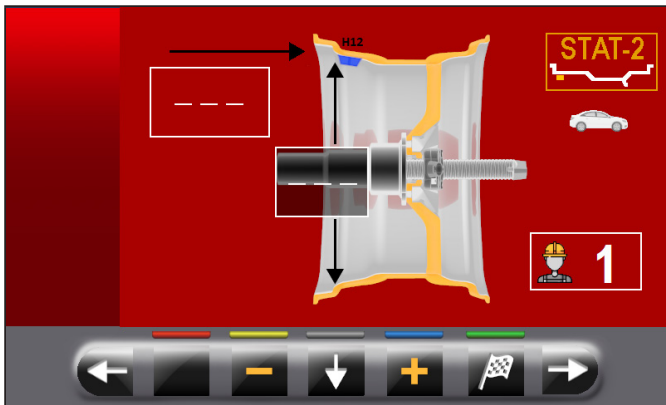 H12
STAT-2
_ _ _
_ _ _
1